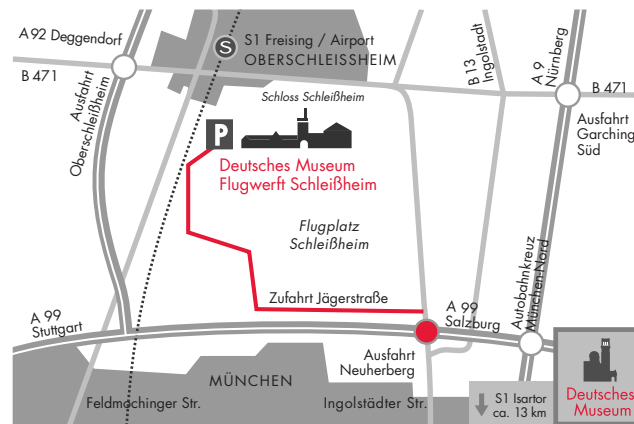 A 92 Deggendorf
B 471
Ausfahrt
Oberschleißheim
S
S1 Freising / Airport
OBERSCHLEISSHEIM
B 13
Ingolstadt
A 9
Nürnberg
B 471
Ausfahrt
Garching
Süd
Schloss Schleißheim
P
Deutsches Museum
Flugwerft Schleißheim
Flugplatz
Schleißheim
Zufahrt Jägerstraße
A 99
Stuttgart
A 99
Salzburg
Autobahnkreuz
München-Nord
Ausfahrt
Neuherberg
MÜNCHEN
Feldmochinger Str.
Ingolstädter Str.
S1 Isartor
ca. 13 km
Deutsches
Museum